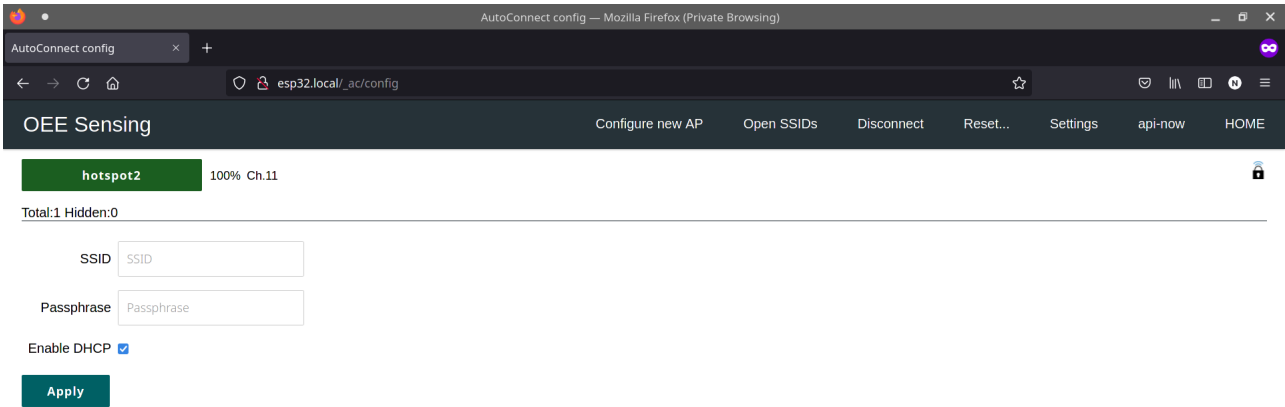 AutoConnect config — Mozilla Firefox (Private Browsing)
AutoConnect config
esp32.local/_ac/config
N
OEE Sensing Configure new AP Open SSIDs Disconnect Reset... Settings api-now HOME
hotspot2 100% Ch.11
Total:1 Hidden:0
SSID SSID
Passphrase Passphrase
Enable DHCP
Apply